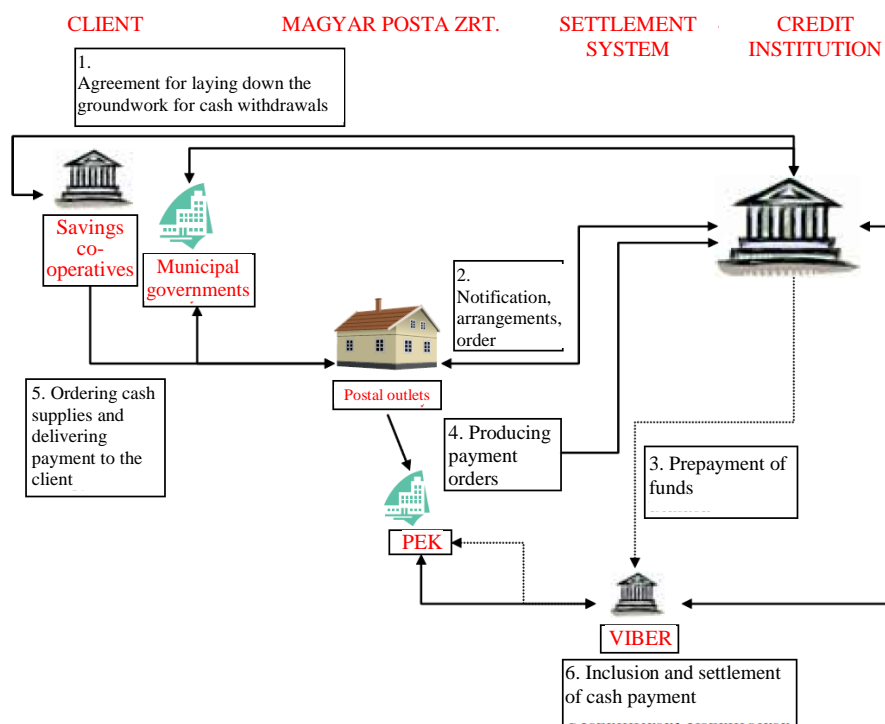 CLIENT
MAGYAR POSTA ZRT.
SETTLEMENT
SYSTEM
CREDIT
INSTITUTION
1.
Agreement for laying down the
groundwork for cash withdrawals
Savings
co-
operatives
Municipal
governments
2.
Notification,
arrangements,
order
Postal outlets
5. Ordering cash
supplies and
delivering
payment to the
client
4. Producing
payment
orders
3. Prepayment of
funds
PEK
VIBER
6. Inclusion and settlement
of cash payment